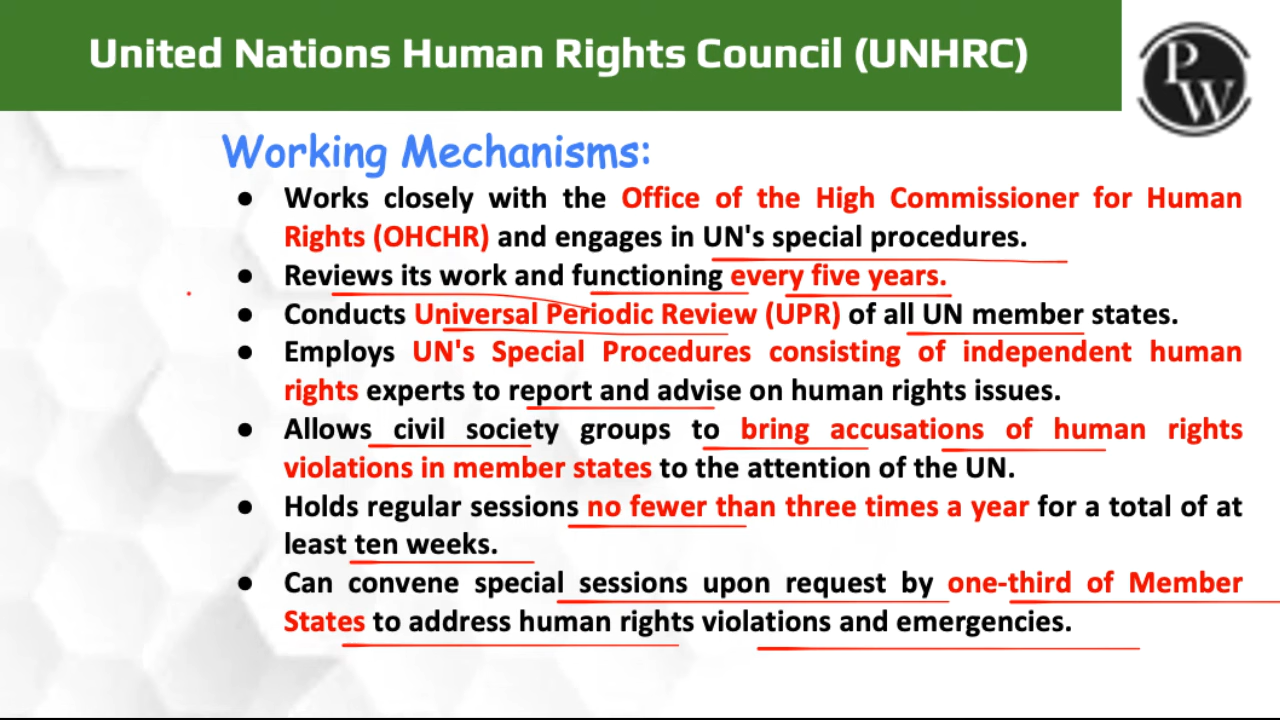 United Nations Human Rights Council (UNHRC)
PW
Working Mechanisms:
● Works closely with the Office of the High Commissioner for Human
Rights (OHCHR) and engages in UN's special procedures.
● Reviews its work and functioning every five years.
● Conducts Universal Periodic Review (UPR) of all UN member states.
● Employs UN's Special Procedures consisting of independent human
rights experts to report and advise on human rights issues.
● Allows civil society groups to bring accusations of human rights
violations in member states to the attention of the UN.
● Holds regular sessions no fewer than three times a year for a total of at
least ten weeks.
● Can convene special sessions upon request by one-third of Member
States to address human rights violations and emergencies.